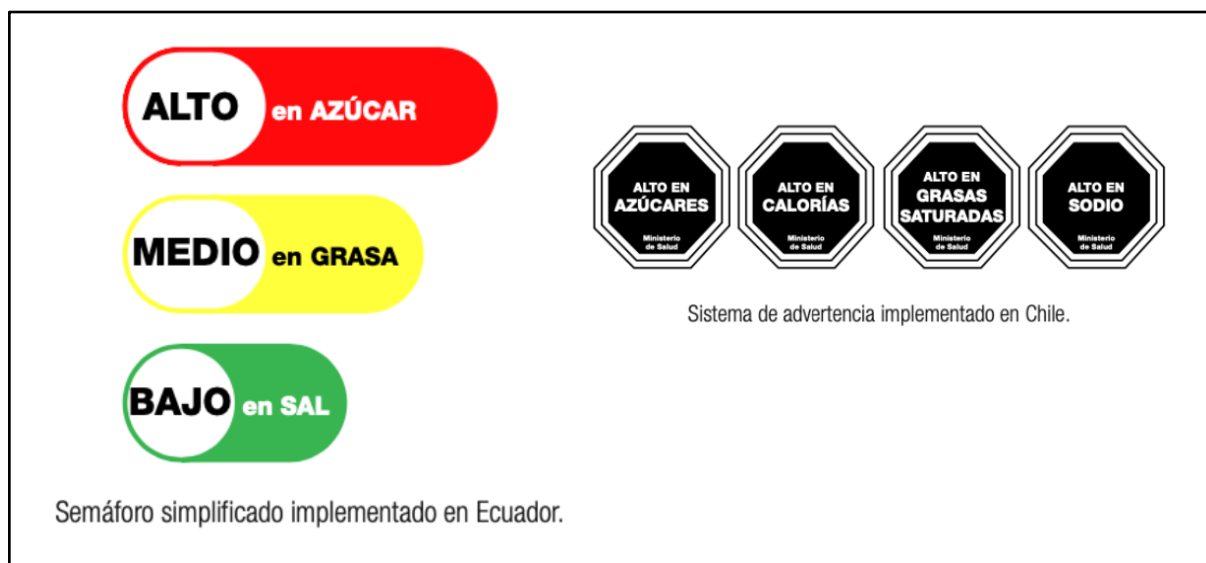 ALTO en AZÚCAR
MEDIO en GRASA
BAJO en SAL
Semáforo simplificado implementado en Ecuador.
ALTO EN
AZÚCARES
Ministerio
de Salud
ALTO EN
CALORÍAS
Ministerio
de Salud
ALTO EN
GRASAS
SATURADAS
Ministerio
de Salud
ALTO EN
SODIO
Ministerio
de Salud
Sistema de advertencia implementado en Chile.